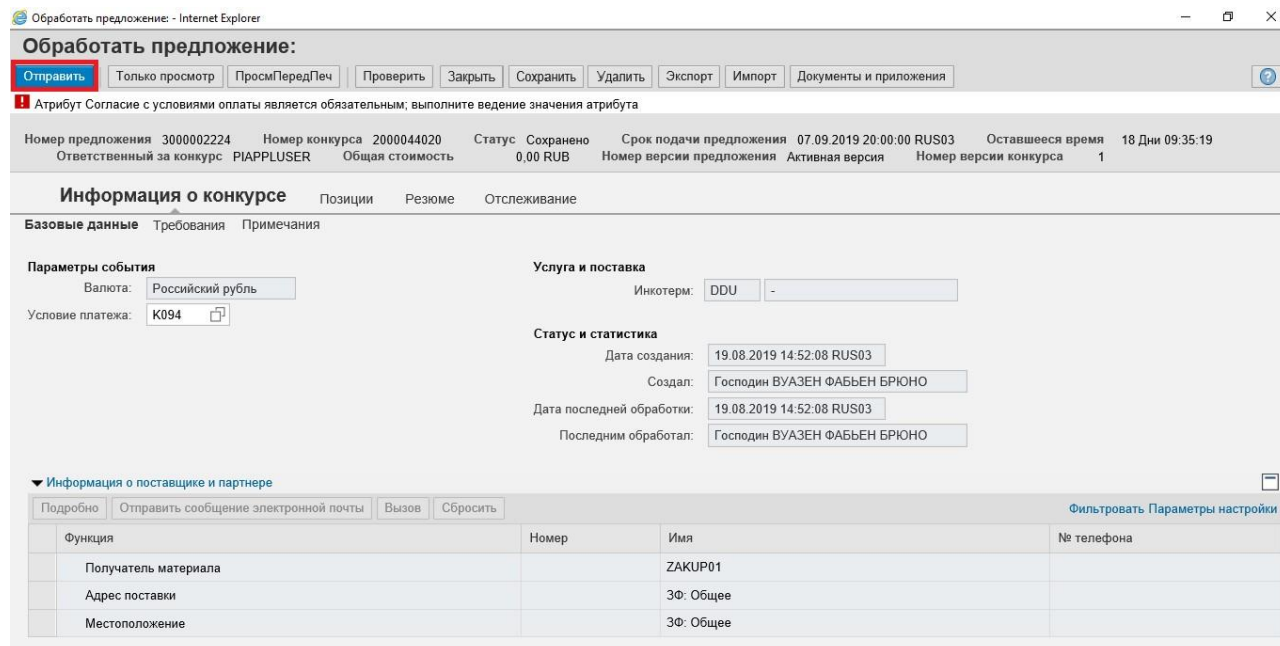 Обработать предложение: - Internet Explorer
Обработать предложение:
Отправить Только просмотр ПросмПередПеч Проверить Закрыть Сохранить Удалить Экспорт Импорт Документы и приложения
Атрибут Согласие с условиями оплаты является обязательным; выполните ведение значения атрибута
Номер предложения 3000002224 Номер конкурса 2000044020 Статус Сохранено Срок подачи предложения 07.09.2019 20:00:00 RUS03 Оставшееся время 18 Дни 09:35:19
Ответственный за конкурс PIAPPLUSER Общая стоимость 0,00 RUB Номер версии предложения Активная версия Номер версии конкурса 1
Информация о конкурсе Позиции Резюме Отслеживание
Базовые данные Требования Примечания
Параметры события Услуга и поставка
Валюта: Российский рубль Инкотерм: DDU -
Условие платежа: K094
Статус и статистика
Дата создания: 19.08.2019 14:52:08 RUS03
Создал: Господин ВУАЗЕН ФАБЬЕН БРЮНО
Дата последней обработки: 19.08.2019 14:52:08 RUS03
Последним обработал: Господин ВУАЗЕН ФАБЬЕН БРЮНО
Информация о поставщике и партнере
Подробно Отправить сообщение электронной почты Вызов Сбросить Фильтровать Параметры настройки
Функция Номер Имя № телефона
Получатель материала ZAKUP01
Адрес поставки ЗФ: Общее
Местоположение ЗФ: Общее